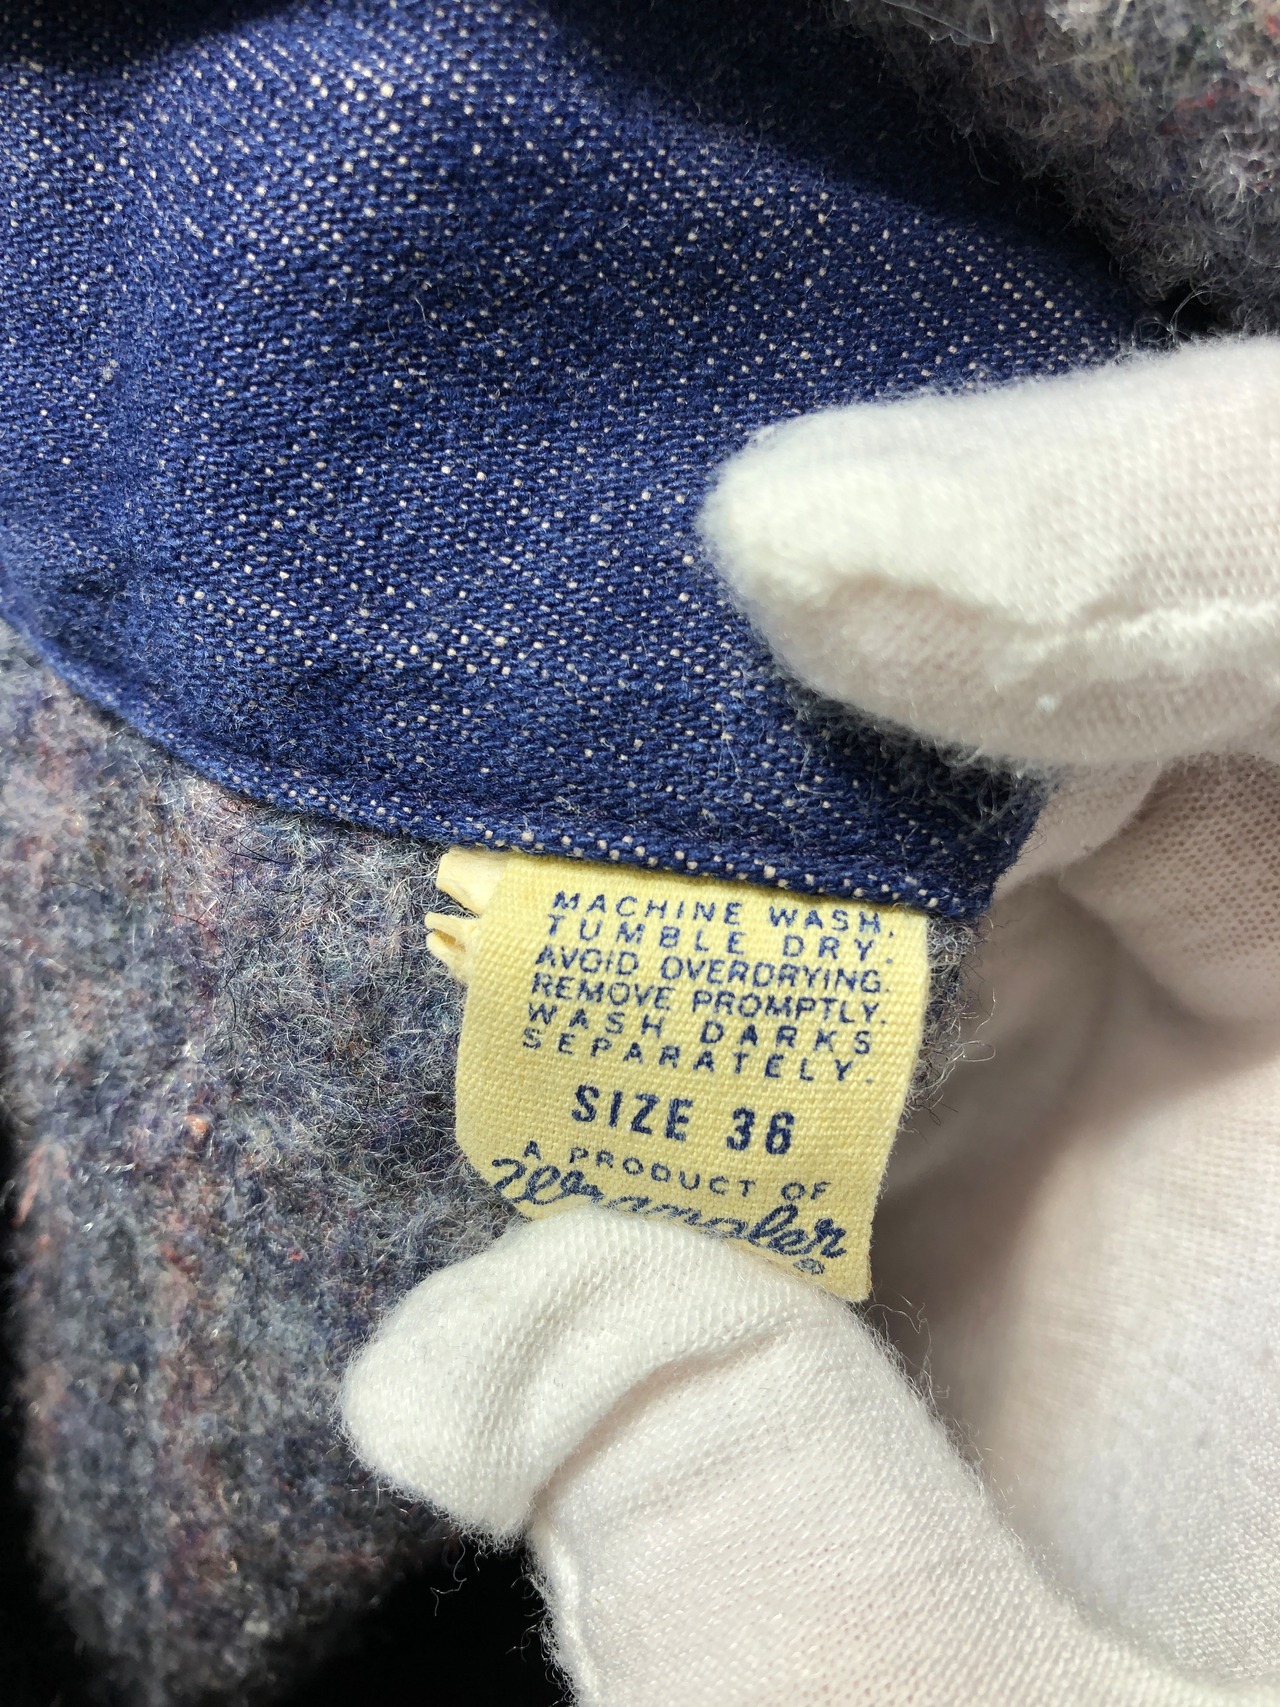 MACHINE WASH.
TUMBLE DRY.
AVOID OVERDRYING.
REMOVE PROMPTLY.
WASH DARKS
SEPARATELY.
SIZE 36
A PRODUCT OF
Wrangler
®